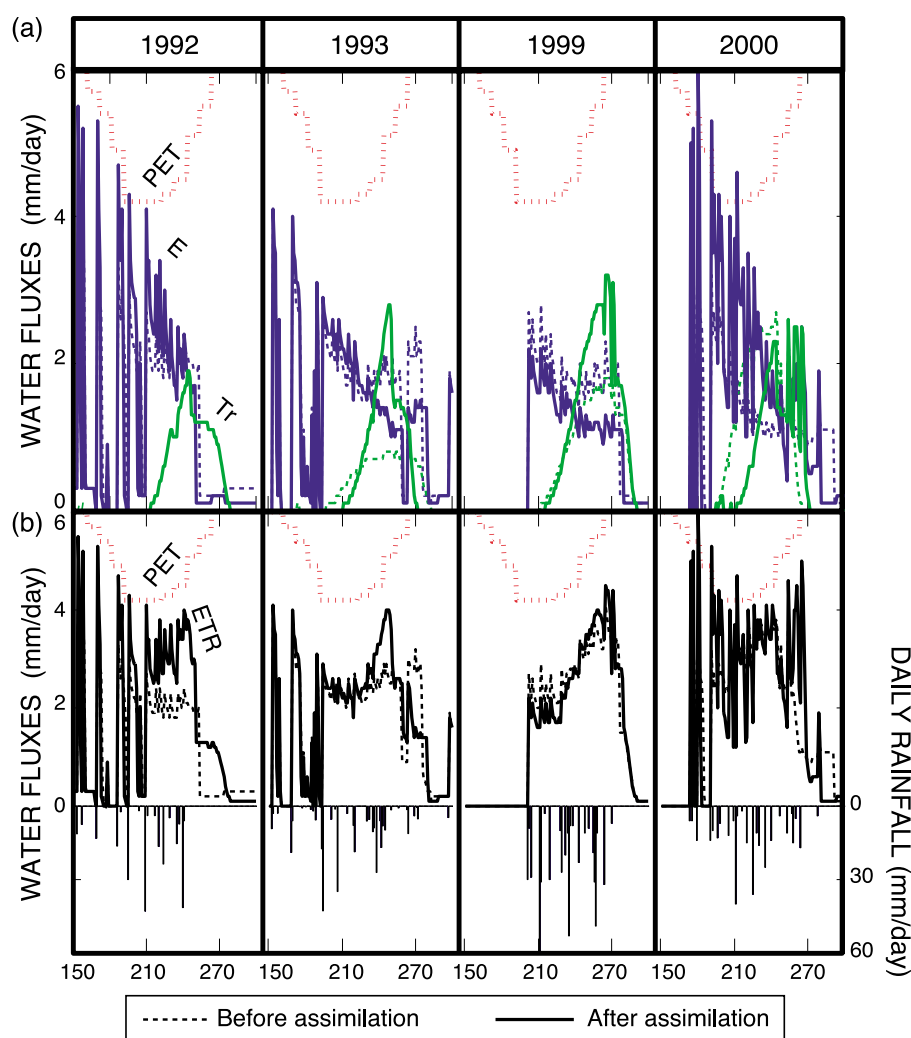 (a)
1992 1993 1999 2000
WATER FLUXES (mm/day)
6
4
2
0
PET
E
Tr
(b)
WATER FLUXES (mm/day)
6
4
2
0
PET
ETR
DAILY RAINFALL (mm/day)
0
30
60
150 210 270 150 210 270 150 210 270 150 210 270
Before assimilation After assimilation